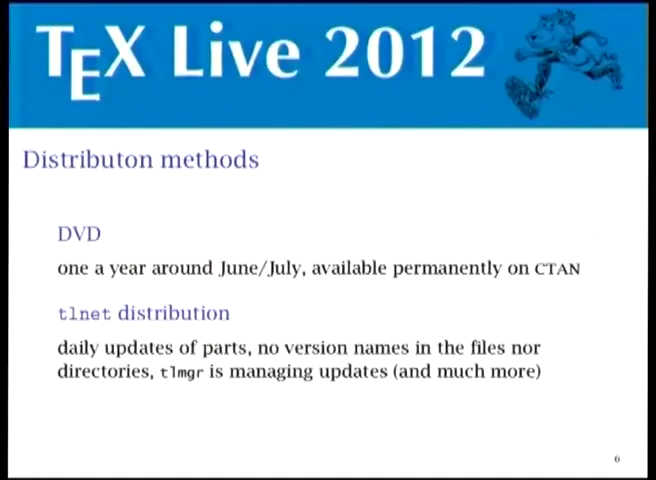 TEX Live 2012
Distributon methods
DVD
one a year around June/July, available permanently on CTAN
tlnet distribution
daily updates of parts, no version names in the files nor
directories, tlmgr is managing updates (and much more)
6